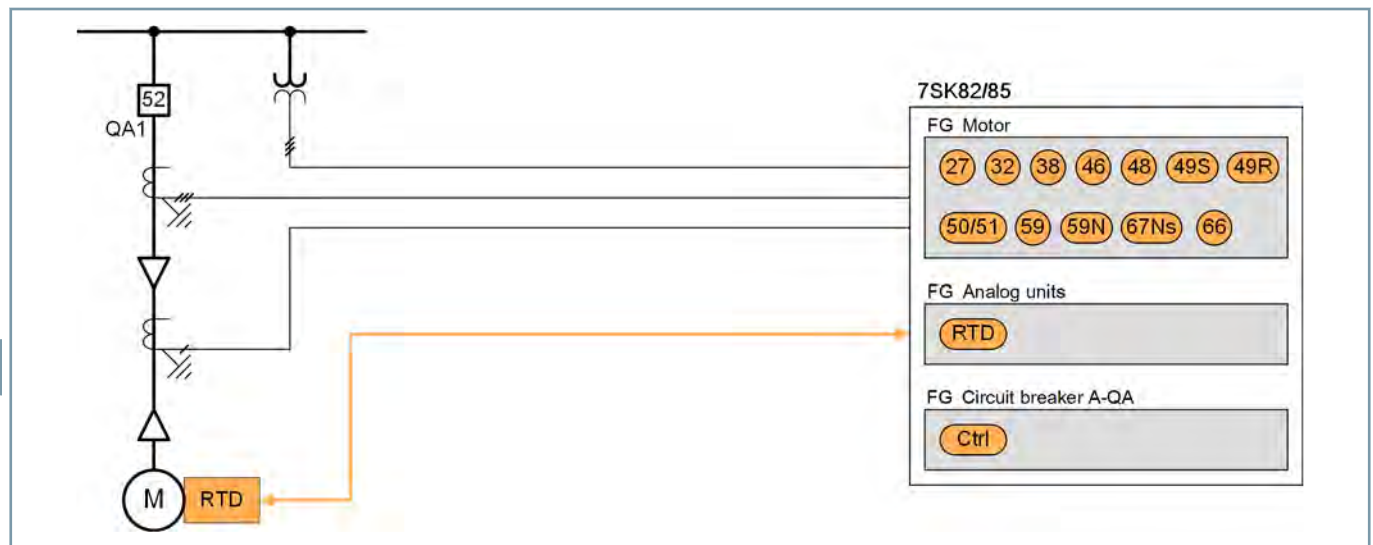 52
QA1
M
RTD
7SK82/85
FG Motor
27 32 38 46 48 49S 49R
50/51 59 59N 67Ns 66
FG Analog units
RTD
FG Circuit breaker A-QA
Ctrl